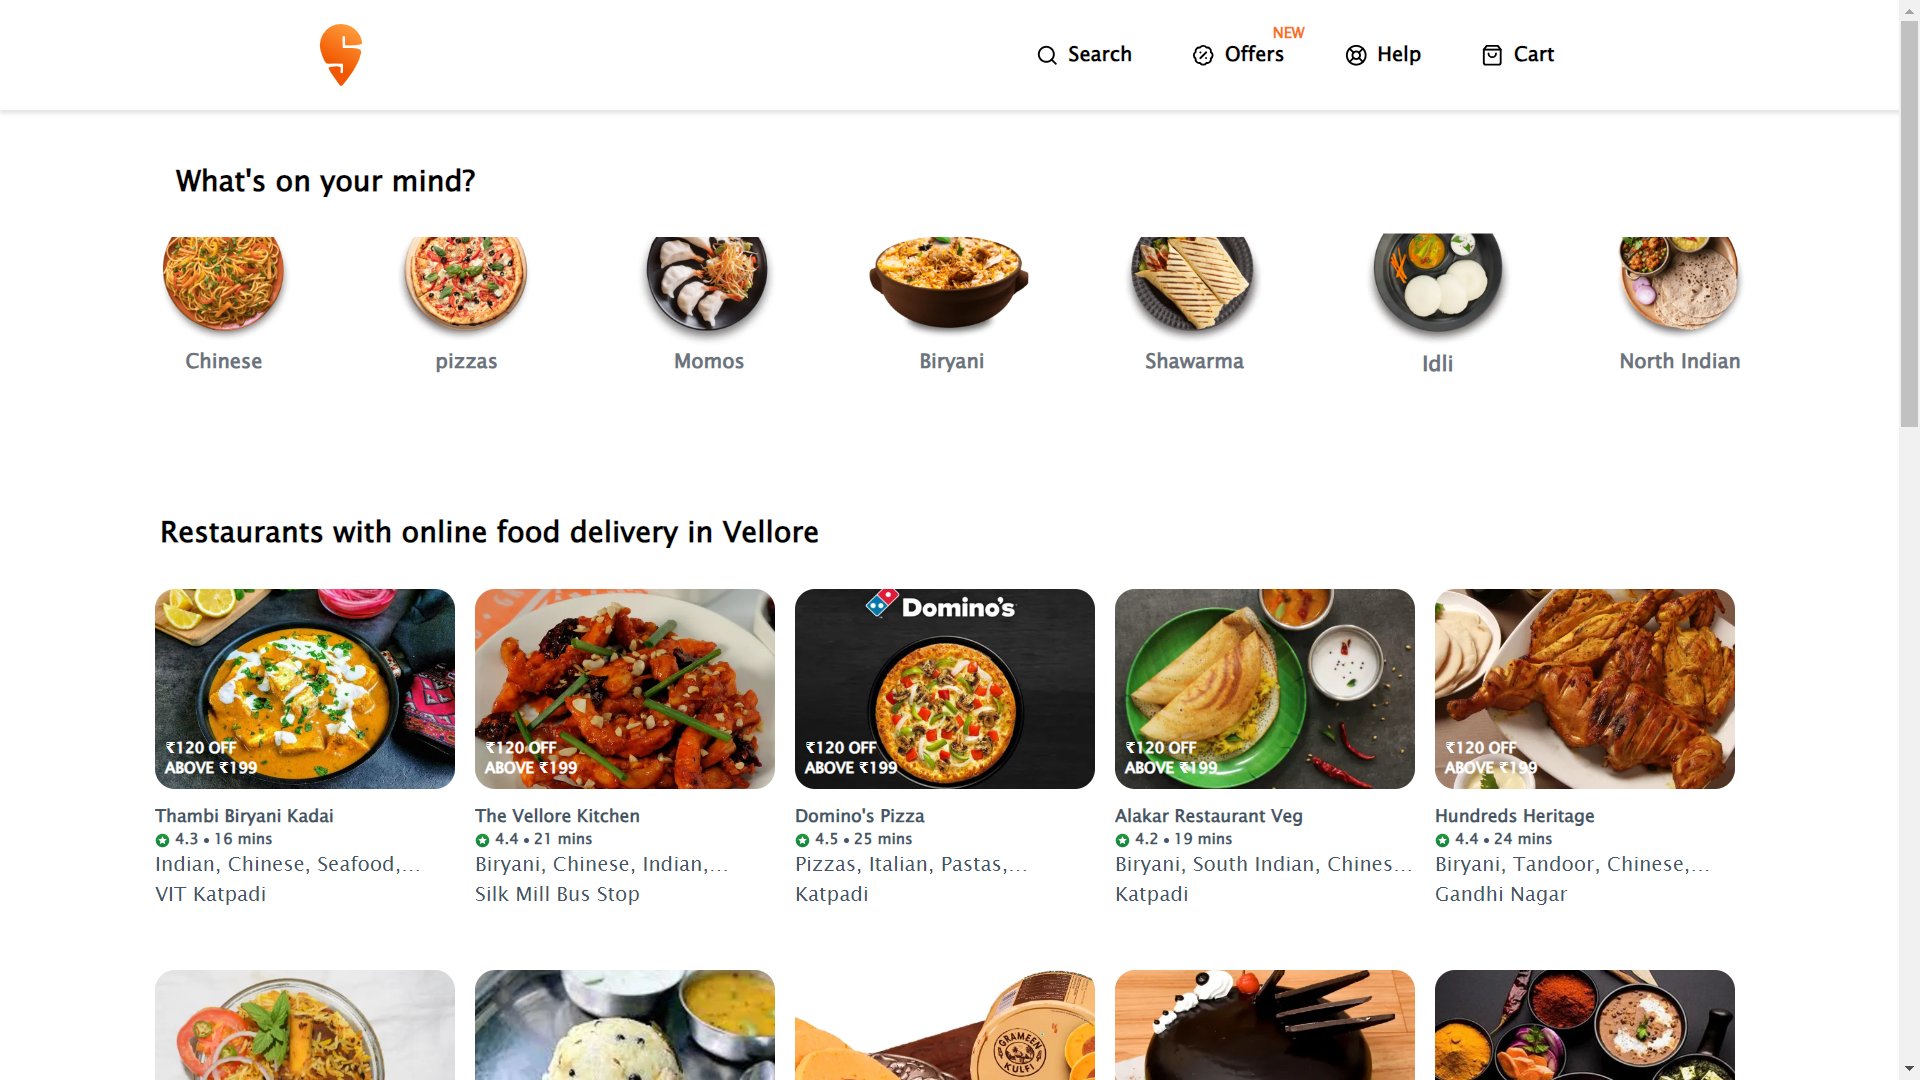 Search
Offers
NEW
Help
Cart
What's on your mind?
Chinese
pizzas
Momos
Biryani
Shawarma
Idli
North Indian
Restaurants with online food delivery in Vellore
₹120 OFF
ABOVE ₹199
Thambi Biryani Kadai
4.3 • 16 mins
Indian, Chinese, Seafood,...
VIT Katpadi
₹120 OFF
ABOVE ₹199
The Vellore Kitchen
4.4 • 21 mins
Biryani, Chinese, Indian,...
Silk Mill Bus Stop
Domino's
₹120 OFF
ABOVE ₹199
Domino's Pizza
4.5 • 25 mins
Pizzas, Italian, Pastas,...
Katpadi
₹120 OFF
ABOVE ₹199
Alakar Restaurant Veg
4.2 • 19 mins
Biryani, South Indian, Chines...
Katpadi
₹120 OFF
ABOVE ₹199
Hundreds Heritage
4.4 • 24 mins
Biryani, Tandoor, Chinese,...
Gandhi Nagar
GRAMEEN
KULFI